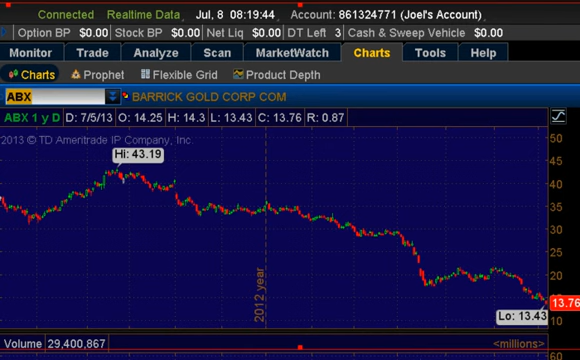 Connected Realtime Data Jul, 8 08:19:44 Account: 861324771 (Joel's Account)
Option BP $0.00 Stock BP $0.00 Net Liq $0.00 DT Left 3 Cash & Sweep Vehicle $0.00
Monitor Trade Analyze Scan MarketWatch Charts Tools Help
Charts Prophet Flexible Grid Product Depth
ABX BARRICK GOLD CORP COM
ABX 1 y D D: 7/5/13 O: 14.25 H: 14.3 L: 13.43 C: 13.76 R: 0.87
2013 © TD Ameritrade IP Company, Inc.
50
Hi: 43.19
45
40
35
30
25
20
2012 year
15
13.76
Lo: 13.43
10
Volume 29,400,867 <millions>
60